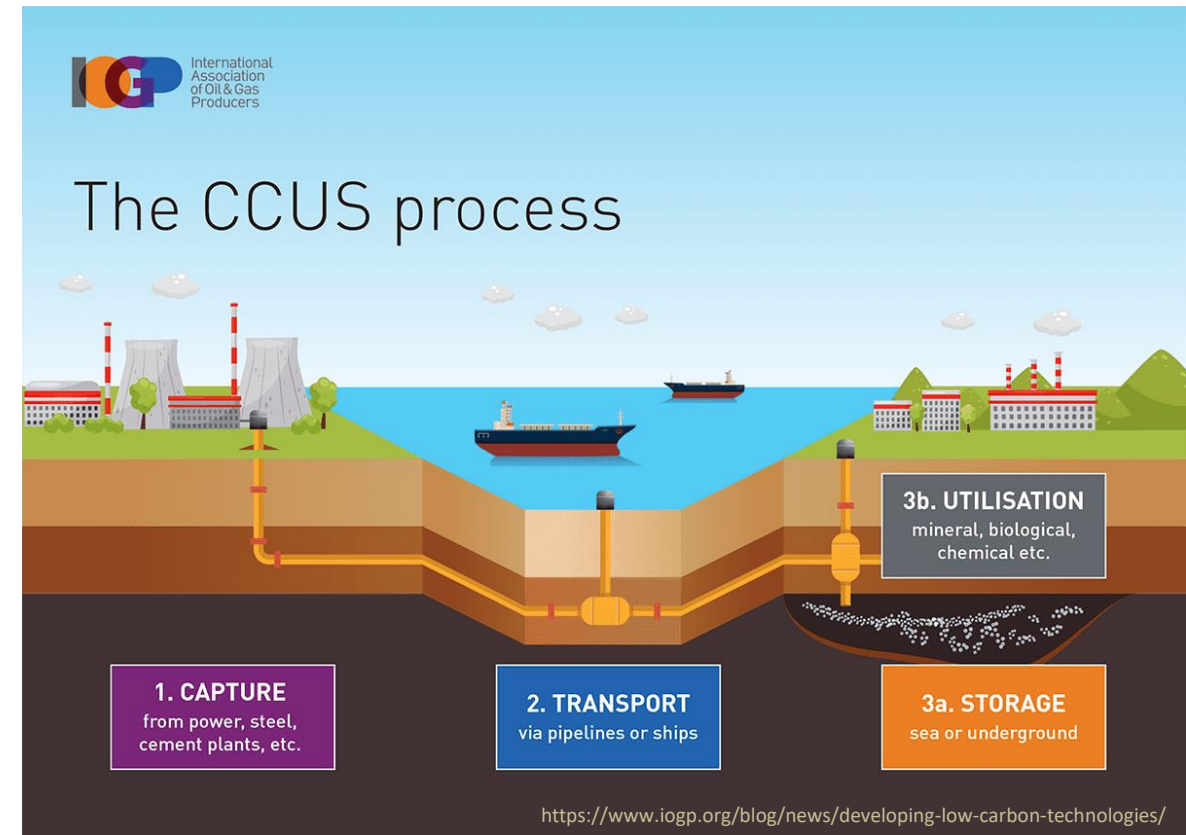 IOGP
International
Association
of Oil & Gas
Producers
The CCUS process
3b. UTILISATION
mineral, biological,
chemical etc.
1. CAPTURE
from power, steel,
cement plants, etc.
2. TRANSPORT
via pipelines or ships
3a. STORAGE
sea or underground
https://www.iogp.org/blog/news/developing-low-carbon-technologies/